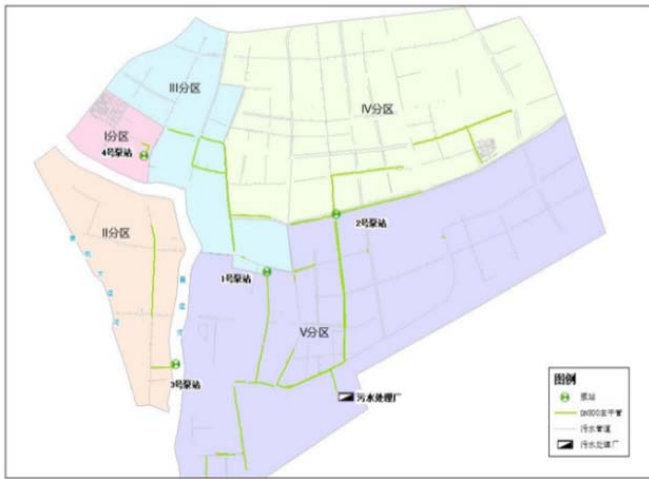 III分区
IV分区
I分区
4号泵站
II分区
2号泵站
1号泵站
V分区
3号泵站
污水处理厂
图例
泵站
DN800主干管
污水管道
污水处理厂